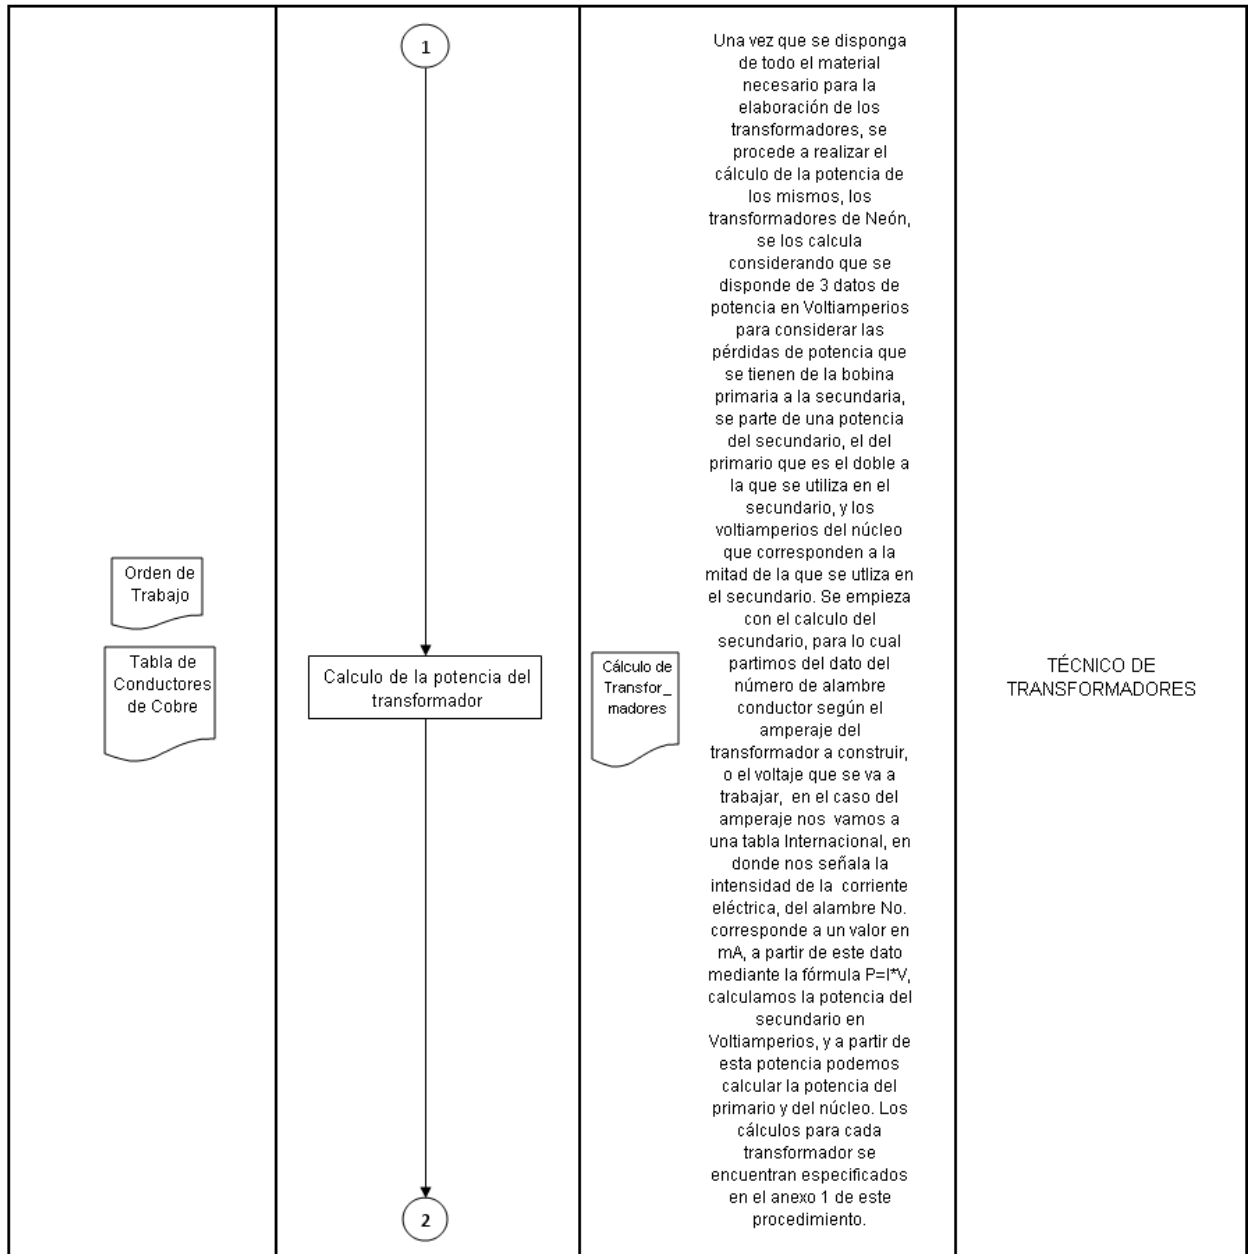 1
Orden de
Trabajo
Tabla de
Conductores
de Cobre
Calculo de la potencia del
transformador
Cálculo de
Transfor_
madores
Una vez que se disponga
de todo el material
necesario para la
elaboración de los
transformadores, se
procede a realizar el
cálculo de la potencia de
los mismos, los
transformadores de Neón,
se los calcula
considerando que se
disponde de 3 datos de
potencia en Voltiamperios
para considerar las
pérdidas de potencia que
se tienen de la bobina
primaria a la secundaria,
se parte de una potencia
del secundario, el del
primario que es el doble a
la que se utiliza en el
secundario, y los
voltiamperios del núcleo
que corresponden a la
mitad de la que se utliza en
el secundario. Se empieza
con el calculo del
secundario, para lo cual
partimos del dato del
número de alambre
conductor según el
amperaje del
transformador a construir,
o el voltaje que se va a
trabajar, en el caso del
amperaje nos vamos a
una tabla Internacional, en
donde nos señala la
intensidad de la corriente
eléctrica, del alambre No.
corresponde a un valor en
mA, a partir de este dato
mediante la fórmula P=I*V,
calculamos la potencia del
secundario en
Voltiamperios, y a partir de
esta potencia podemos
calcular la potencia del
primario y del núcleo. Los
cálculos para cada
transformador se
encuentran especificados
en el anexo 1 de este
procedimiento.
TÉCNICO DE
TRANSFORMADORES
2